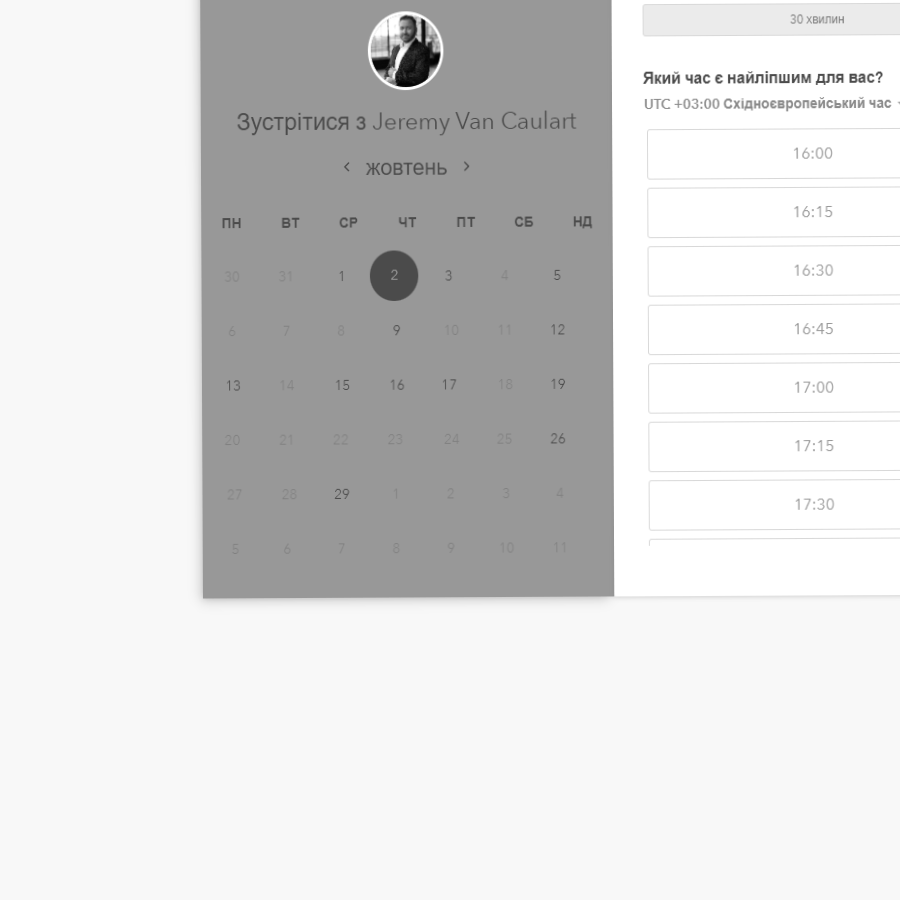 Зустрітися з Jeremy Van Caulart
< жовтень >
ПН ВТ СР ЧТ ПТ СБ НД
30 31 1 2 3 4 5
6 7 8 9 10 11 12
13 14 15 16 17 18 19
20 21 22 23 24 25 26
27 28 29 1 2 3 4
5 6 7 8 9 10 11
30 хвилин
Який час є найліпшим для вас?
UTC +03:00 Східноєвропейський час
16:00
16:15
16:30
16:45
17:00
17:15
17:30